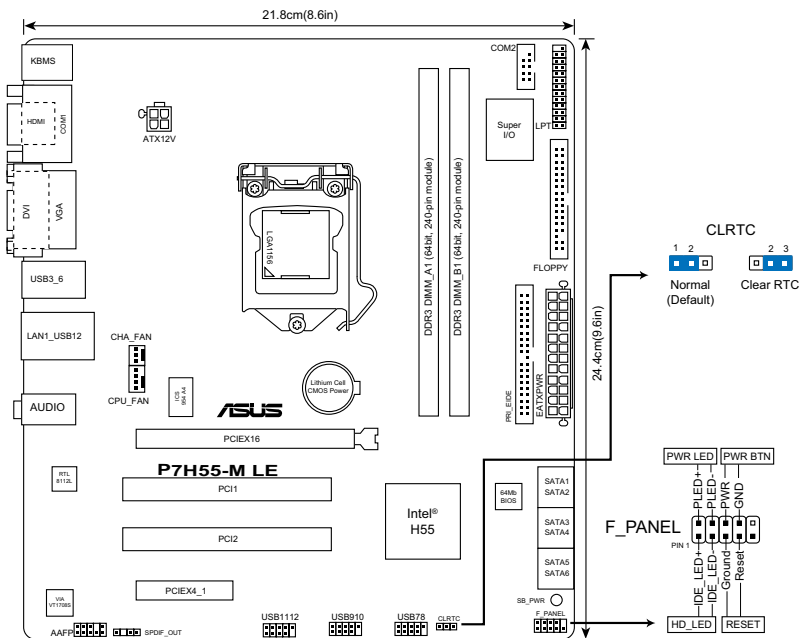 21.8cm(8.6in)
KBMS
COM2
HDMI
COM1
ATX12V
Super
I/O
LPT
DVI
VGA
LGA1156
DDR3 DIMM_A1 (64bit, 240-pin module)
DDR3 DIMM_B1 (64bit, 240-pin module)
FLOPPY
CLRTC
1 2
2 3
Normal
(Default)
Clear RTC
USB3_6
24.4cm(9.6in)
LAN1_USB12
CHA_FAN
CPU_FAN
ICS
954 A4
Lithium Cell
CMOS Power
PRI_EIDE
EATXPWR
AUDIO
ASUS
PCIEX16
P7H55-M LE
RTL
8112L
PCI1
64Mb
BIOS
SATA1
SATA2
Intel®
H55
SATA3
SATA4
PCI2
SATA5
SATA6
PCIEX4_1
VIA
VT1708S
SB_PWR
AAFP
SPDIF_OUT
USB1112
USB910
USB78
CLRTC
F_PANEL
PWR LED
PWR BTN
PLED+
PLED-
PWR
GND
F_PANEL
PIN 1
IDE_LED+
IDE_LED-
Ground
Reset
HD_LED
RESET